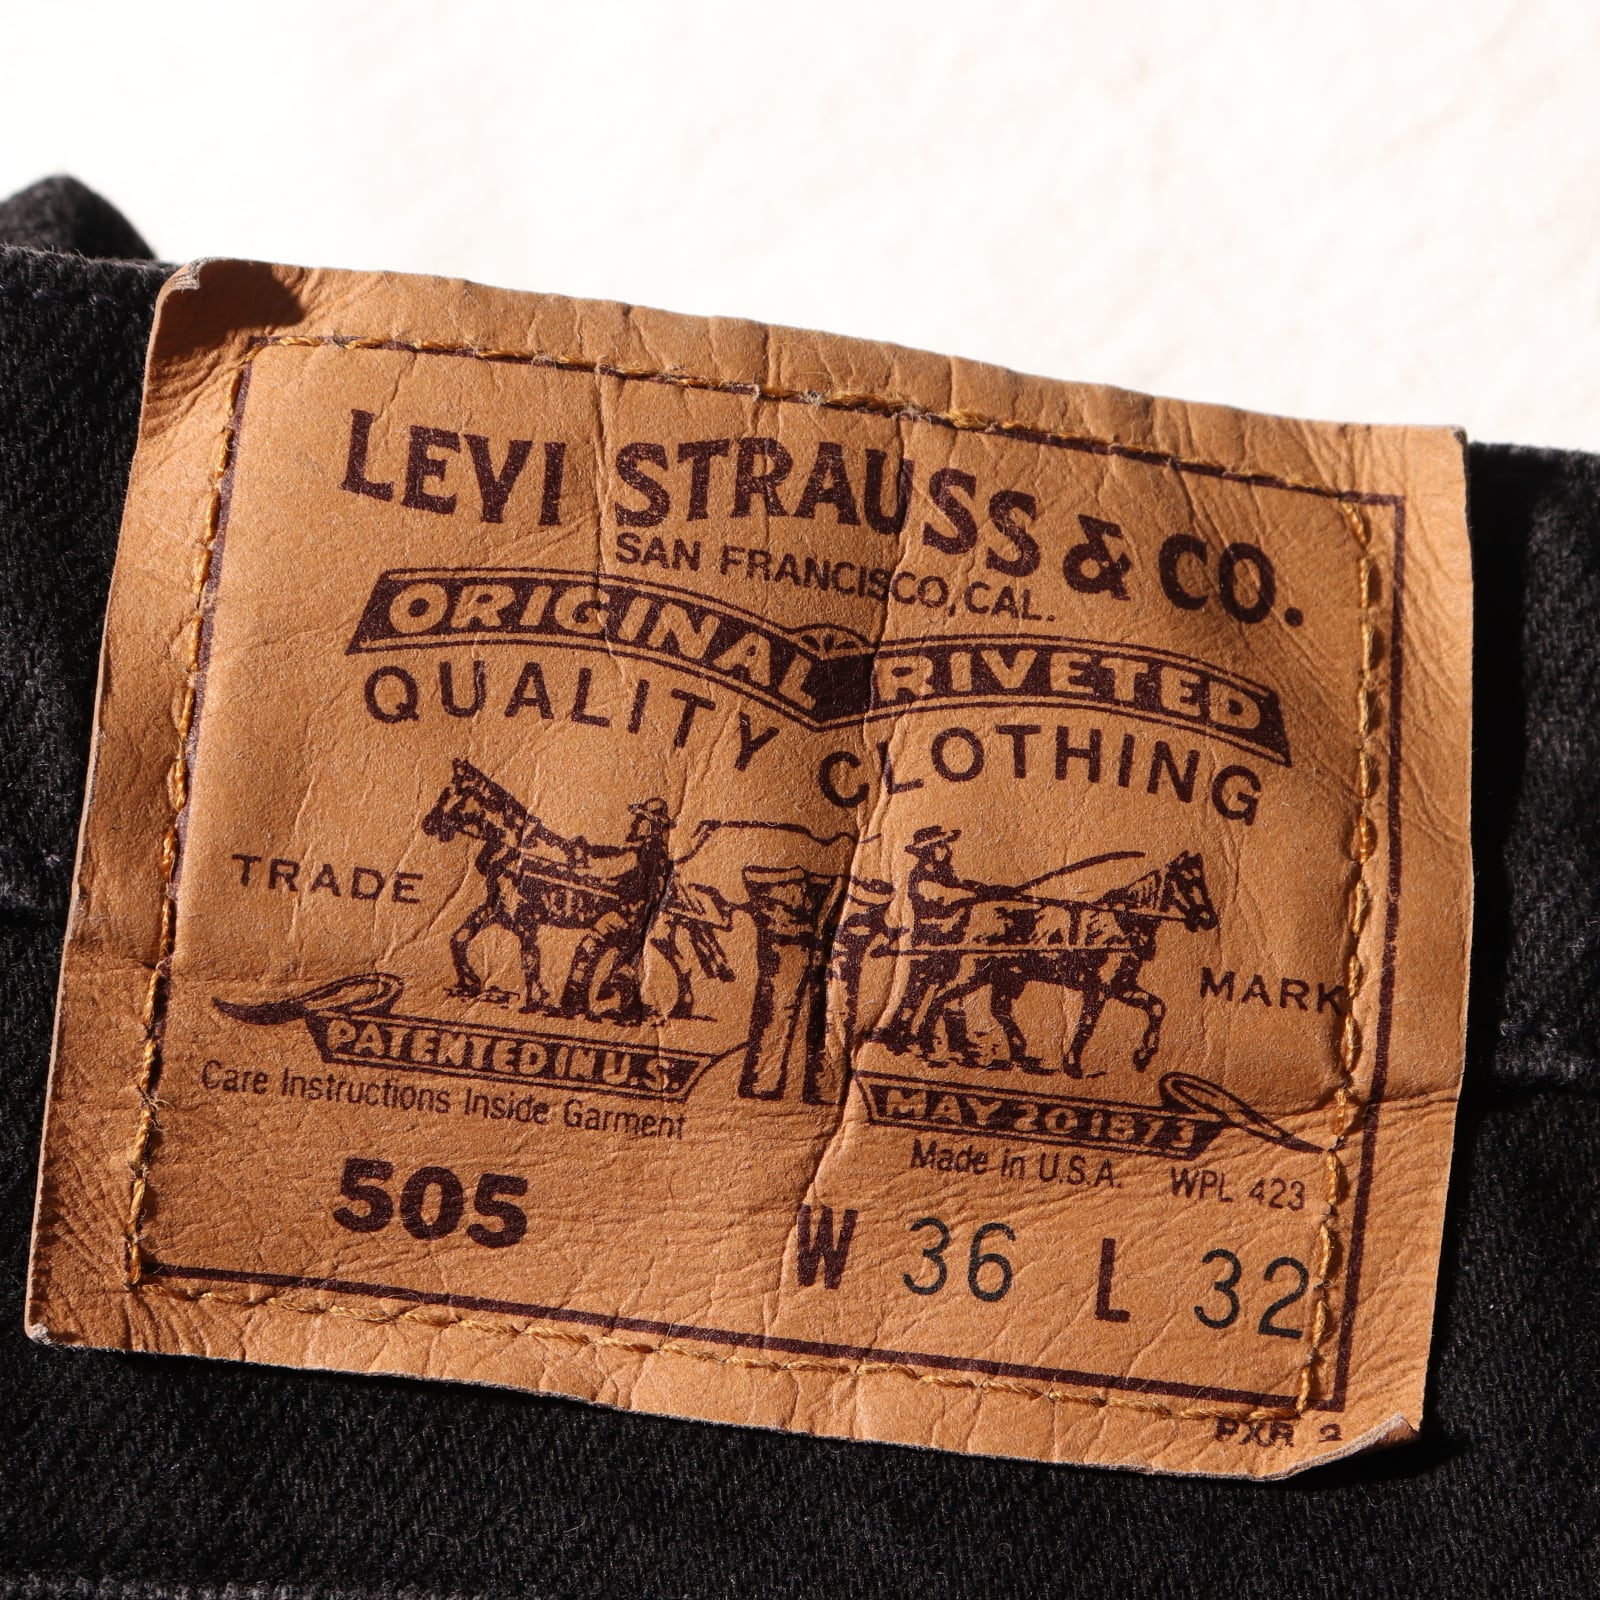 LEVI STRAUSS & CO.
SAN FRANCISCO, CAL.
ORIGINAL RIVETED
QUALITY CLOTHING
TRADE MARK
PATENTED IN U.S. MAY 20 1873
Care Instructions Inside Garment
Made in U.S.A. WPL 423
505 W 36 L 32
PXR 2